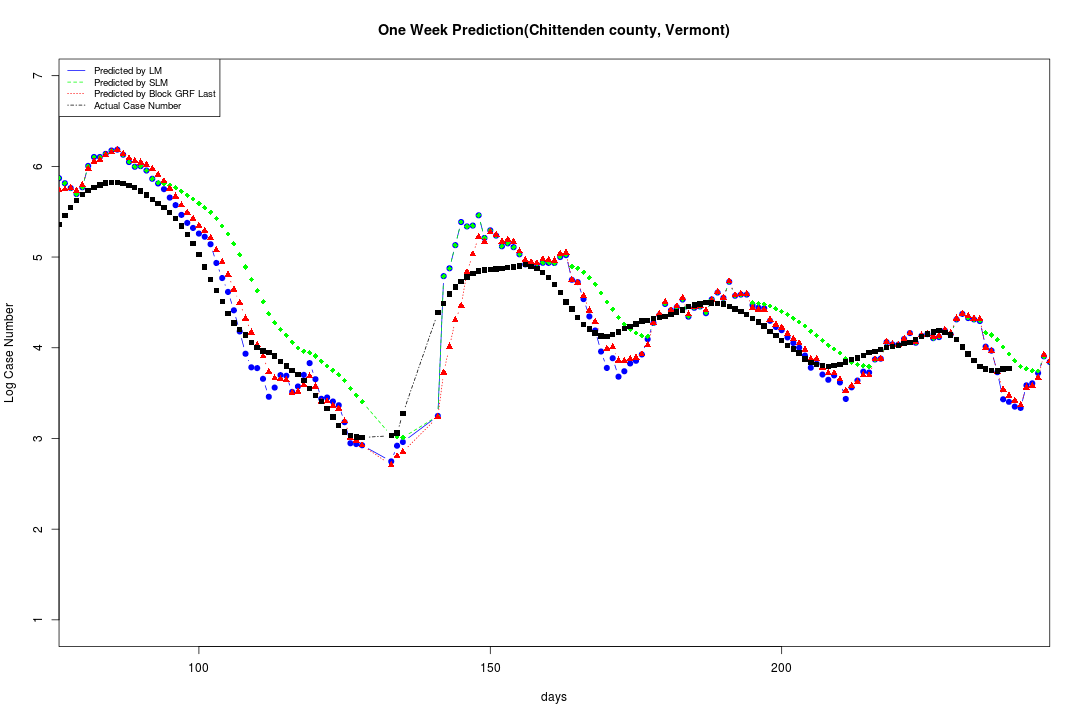 One Week Prediction(Chittenden county, Vermont)
Predicted by LM
Predicted by SLM
Predicted by Block GRF Last
Actual Case Number
7
6
5
4
3
2
1
Log Case Number
100
150
200
days